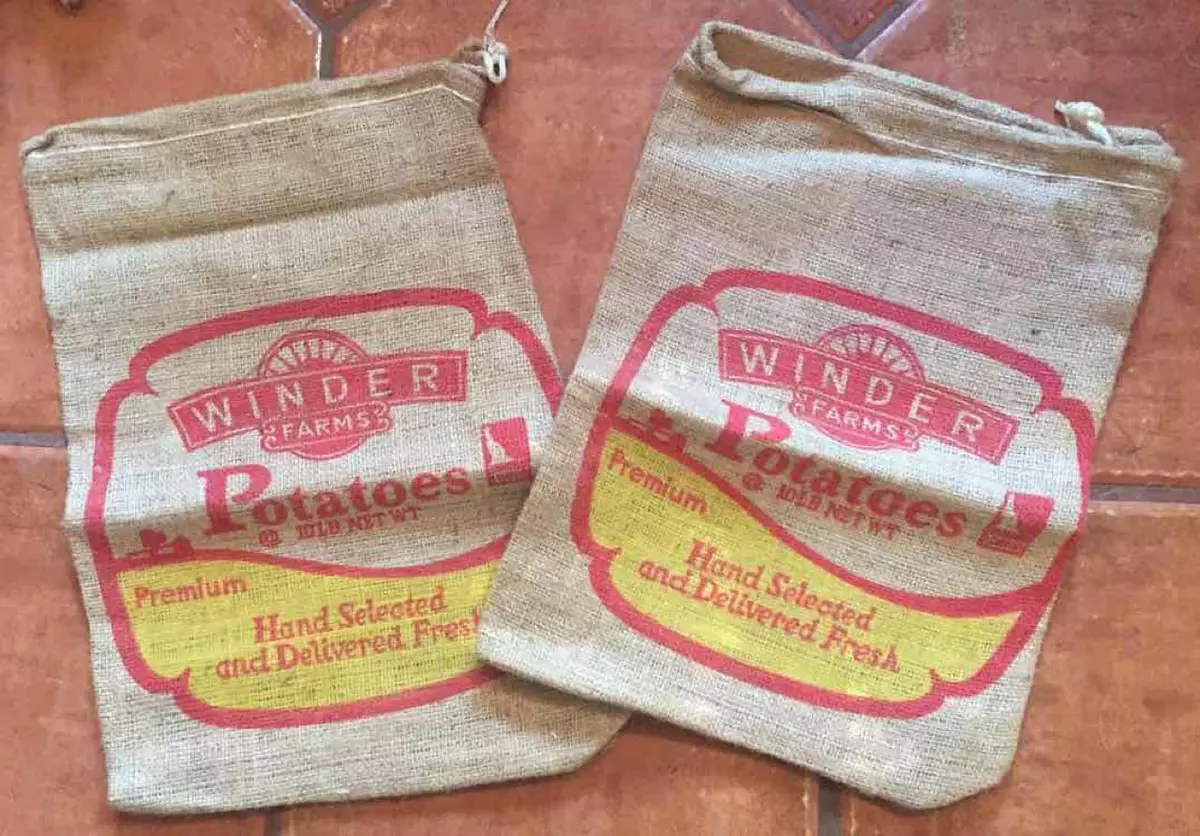 WINDER
FARMS
Potatoes
@ 10LB NET WT
Premium
Hand Selected
and Delivered Fresh
WINDER
FARMS
Potatoes
@ 10LB NET WT
Premium
Hand Selected
and Delivered Fresh